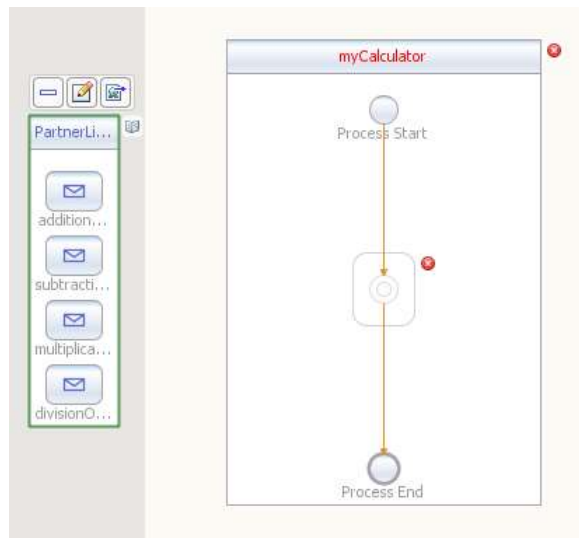 myCalculator
Process Start
PartnerLi...
addition...
subtracti...
multiplica...
divisionO...
Process End